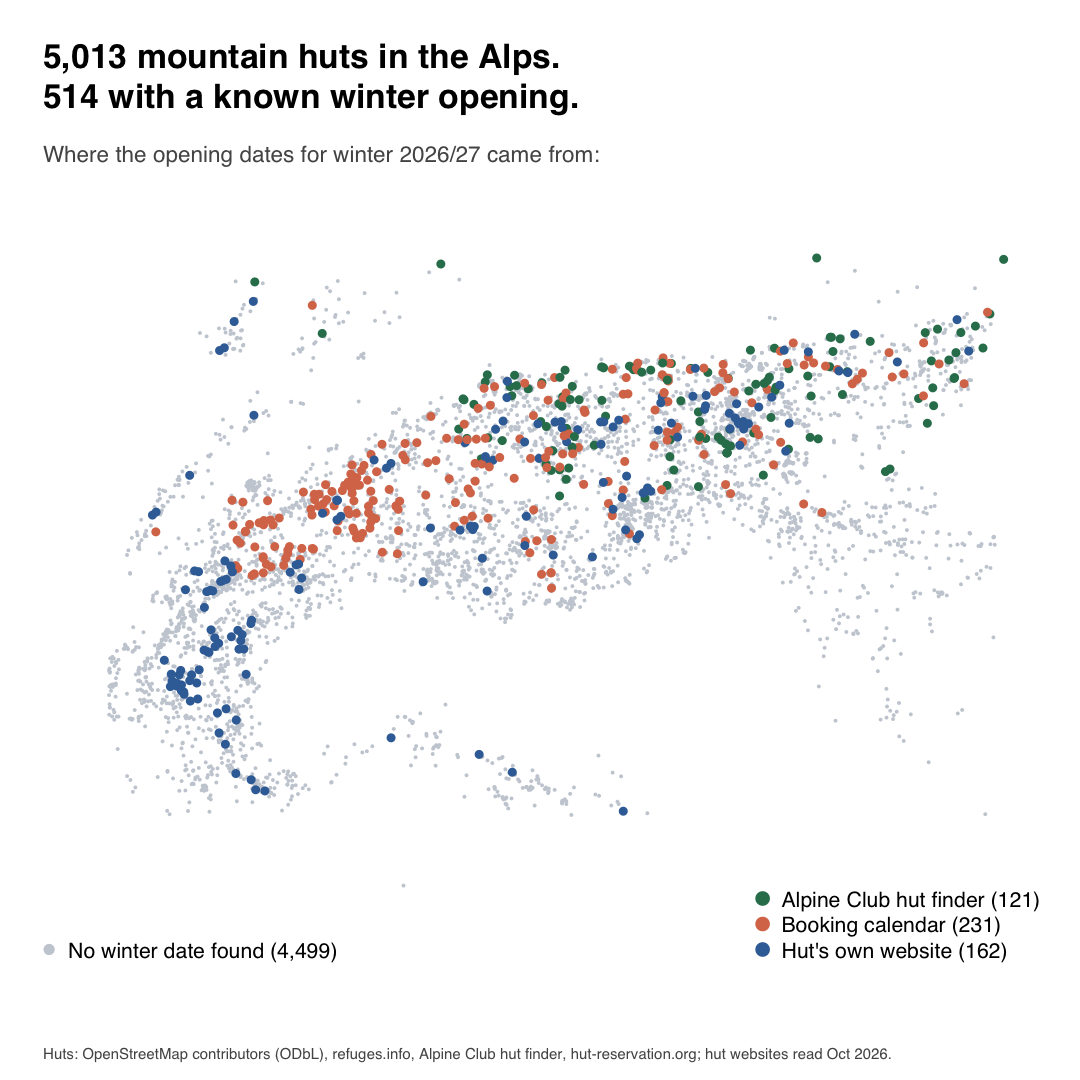 5,013 mountain huts in the Alps.
514 with a known winter opening.
Where the opening dates for winter 2026/27 came from:
Alpine Club hut finder (121)
Booking calendar (231)
No winter date found (4,499)
Hut's own website (162)
Huts: OpenStreetMap contributors (ODbL), refuges.info, Alpine Club hut finder, hut-reservation.org; hut websites read Oct 2026.